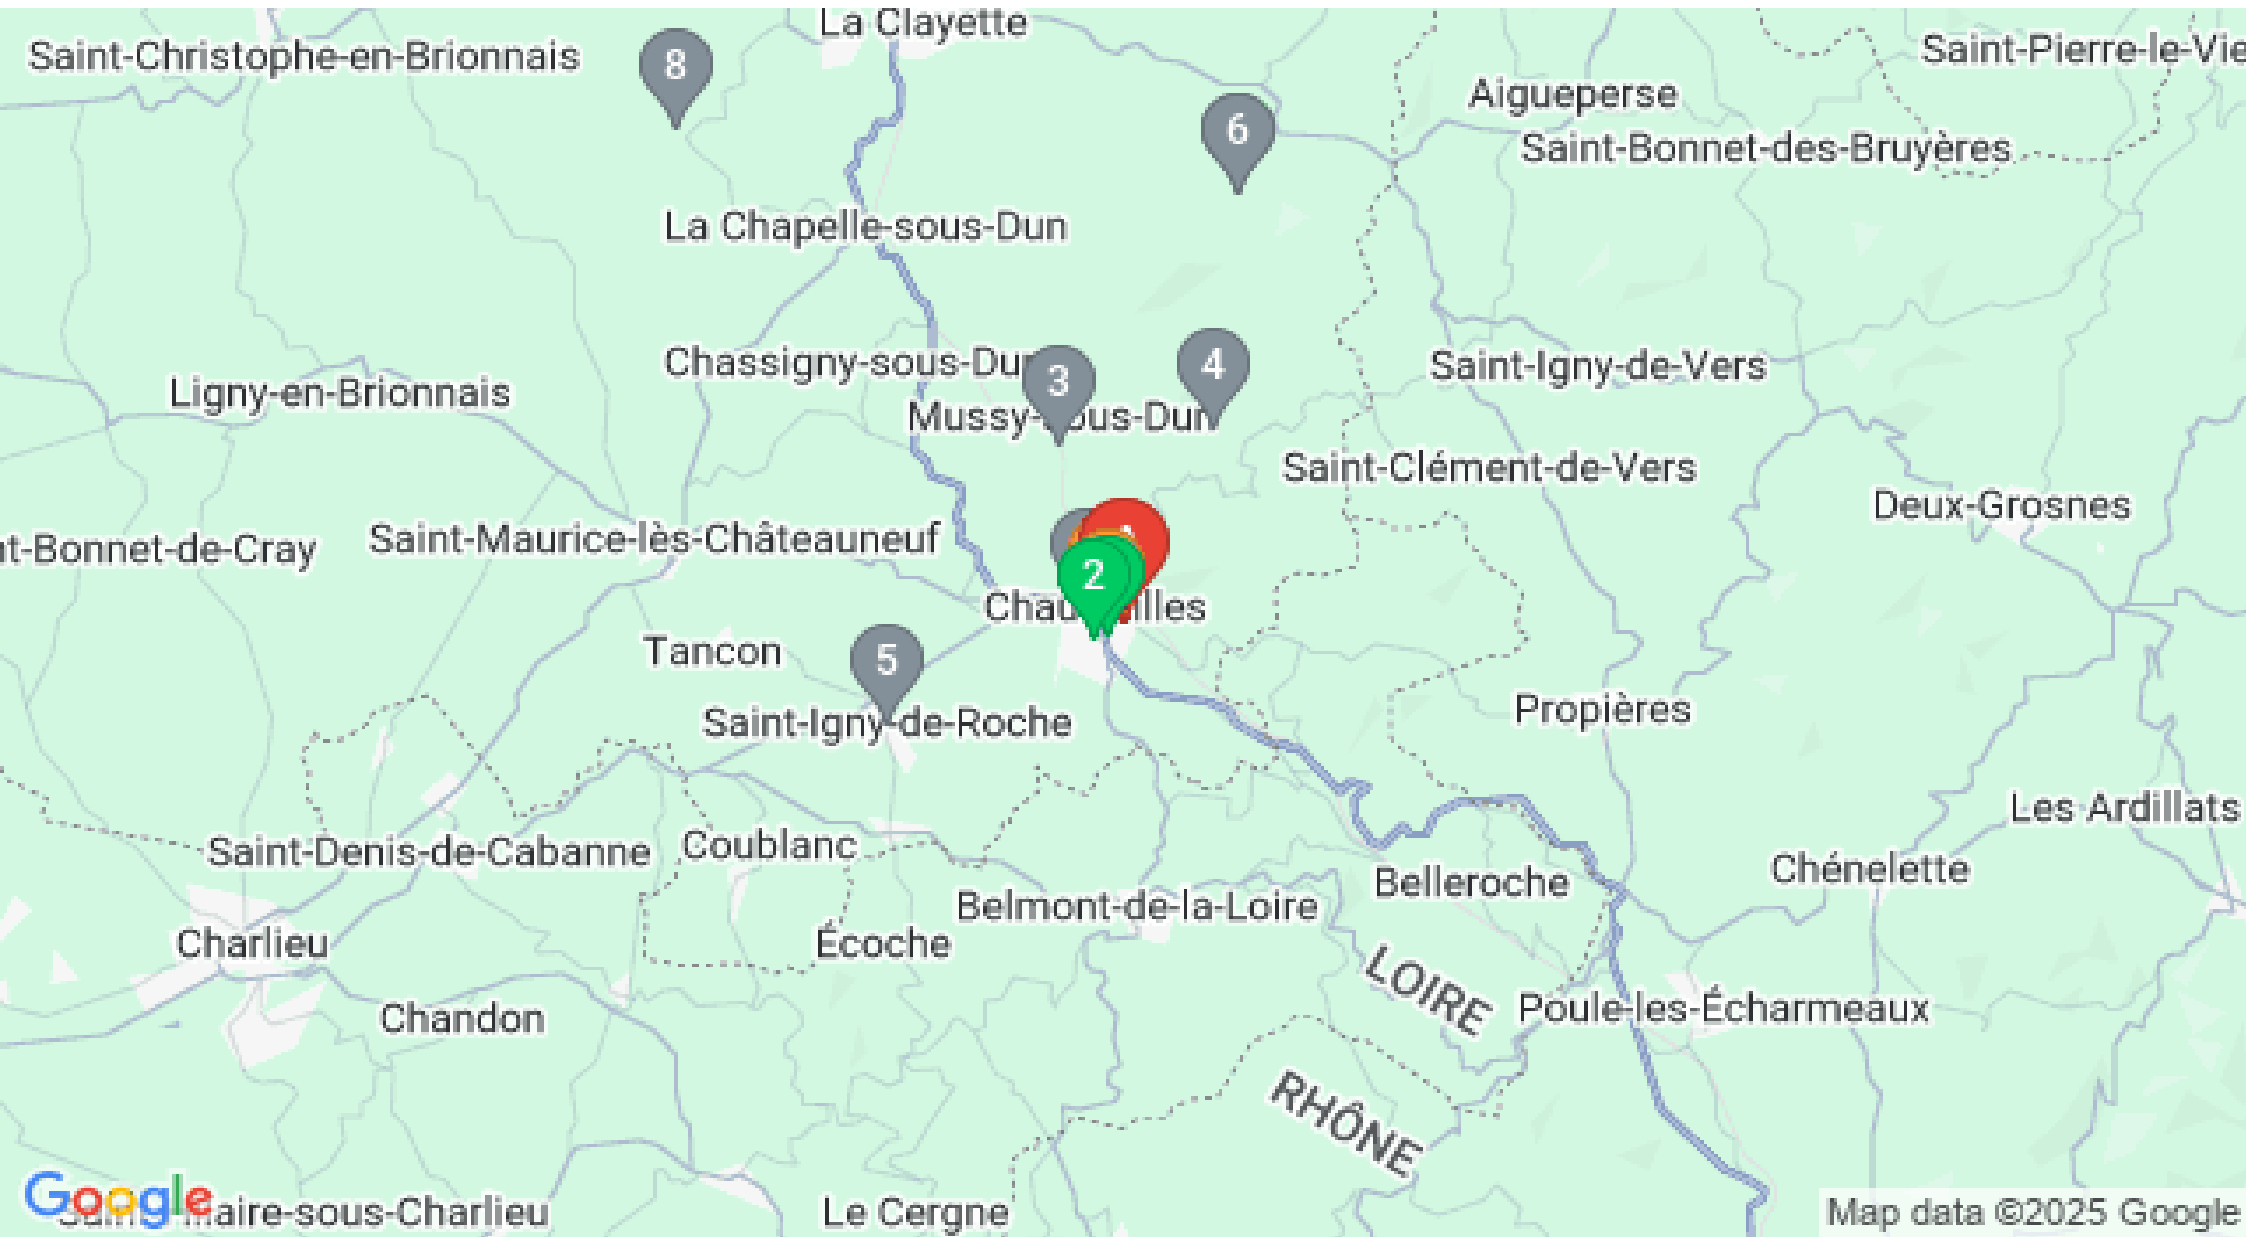 La Clayette
Saint-Christophe-en-Brionnais
8
Saint-Pierre-le-Vie
Aigueperse
6
Saint-Bonnet-des-Bruyères
La Chapelle-sous-Dun
Chassigny-sous-Dun
3
4
Saint-Igny-de-Vers
Ligny-en-Brionnais
Mussy-sous-Dun
Saint-Clément-de-Vers
Deux-Grosnes
Saint-Maurice-lès-Châteauneuf
nt-Bonnet-de-Cray
2
Chauffailles
Tancon
5
Saint-Igny-de-Roche
Propières
Les Ardillats
Saint-Denis-de-Cabanne
Coublanc
Chénelette
Belleroche
Belmont-de-la-Loire
Charlieu
Écoche
LOIRE
Chandon
Poule-les-Écharmeaux
RHÔNE
Google
aire-sous-Charlieu
Le Cergne
Map data ©2025 Google